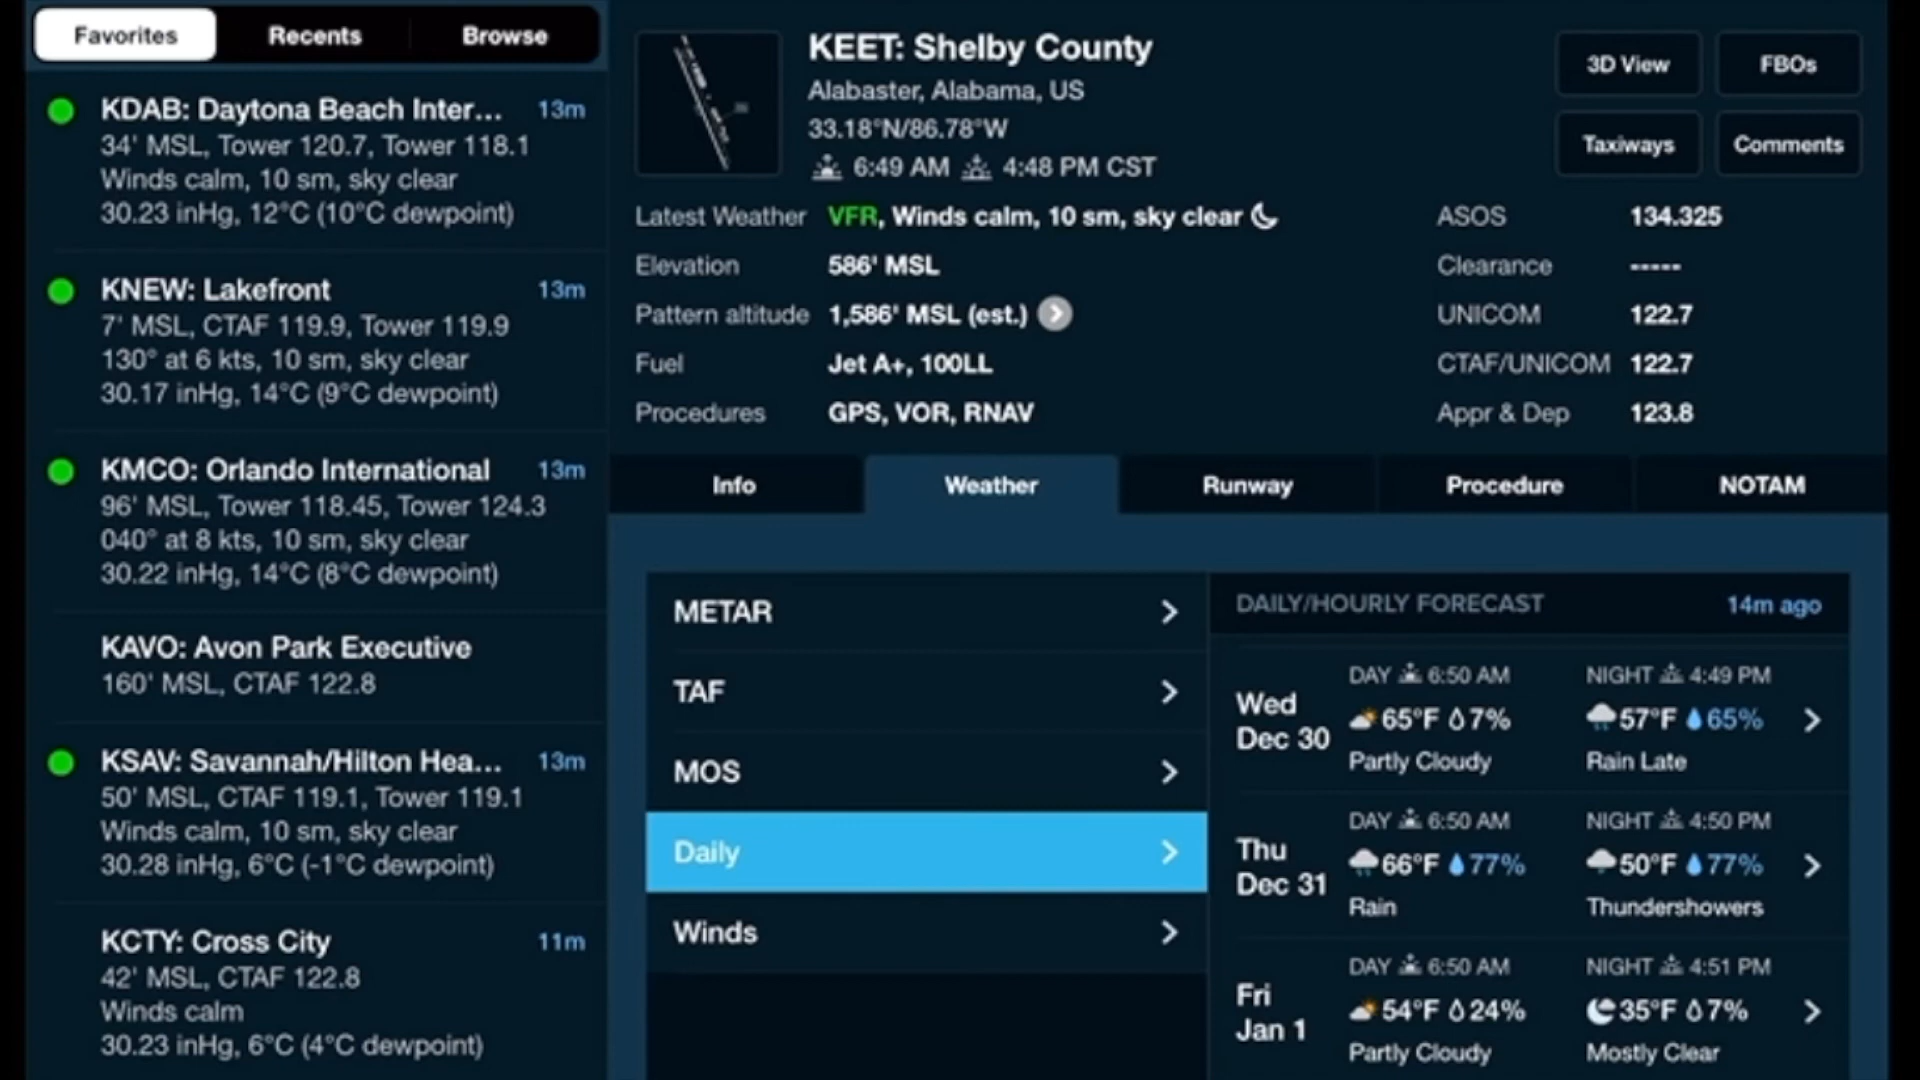 Favorites
Recents
Browse
KDAB: Daytona Beach Inter...
13m
34' MSL, Tower 120.7, Tower 118.1
Winds calm, 10 sm, sky clear
30.23 inHg, 12°C (10°C dewpoint)
KNEW: Lakefront
13m
7' MSL, CTAF 119.9, Tower 119.9
130° at 6 kts, 10 sm, sky clear
30.17 inHg, 14°C (9°C dewpoint)
KMCO: Orlando International
13m
96' MSL, Tower 118.45, Tower 124.3
040° at 8 kts, 10 sm, sky clear
30.22 inHg, 14°C (8°C dewpoint)
KAVO: Avon Park Executive
160' MSL, CTAF 122.8
KSAV: Savannah/Hilton Hea...
13m
50' MSL, CTAF 119.1, Tower 119.1
Winds calm, 10 sm, sky clear
30.28 inHg, 6°C (-1°C dewpoint)
KCTY: Cross City
11m
42' MSL, CTAF 122.8
Winds calm
30.23 inHg, 6°C (4°C dewpoint)
KEET: Shelby County
Alabaster, Alabama, US
33.18°N/86.78°W
6:49 AM 4:48 PM CST
3D View
FBOs
Taxiways
Comments
Latest Weather VFR, Winds calm, 10 sm, sky clear
Elevation 586' MSL
Pattern altitude 1,586' MSL (est.)
Fuel Jet A+, 100LL
Procedures GPS, VOR, RNAV
ASOS 134.325
Clearance -----
UNICOM 122.7
CTAF/UNICOM 122.7
Appr & Dep 123.8
Info
Weather
Runway
Procedure
NOTAM
METAR
TAF
MOS
Daily
Winds
DAILY/HOURLY FORECAST
14m ago
Wed
Dec 30
DAY 6:50 AM
65°F 7%
Partly Cloudy
NIGHT 4:49 PM
57°F 65%
Rain Late
Thu
Dec 31
DAY 6:50 AM
66°F 77%
Rain
NIGHT 4:50 PM
50°F 77%
Thundershowers
Fri
Jan 1
DAY 6:50 AM
54°F 24%
Partly Cloudy
NIGHT 4:51 PM
35°F 7%
Mostly Clear